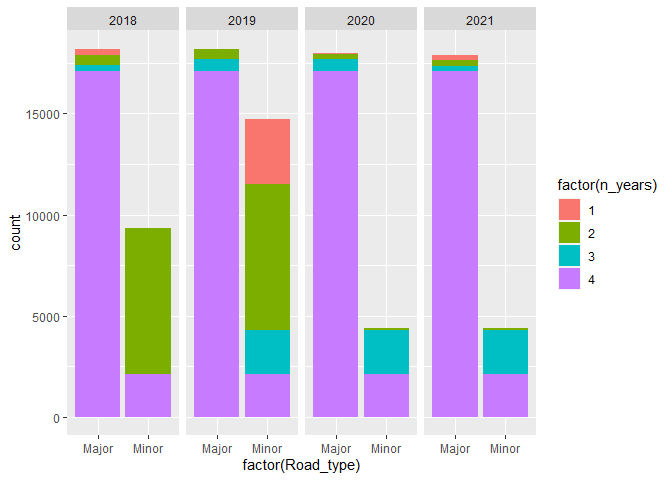 2018 2019 2020 2021
15000
10000
5000
0
count
Major Minor Major Minor Major Minor Major Minor
factor(Road_type)
factor(n_years)
1
2
3
4